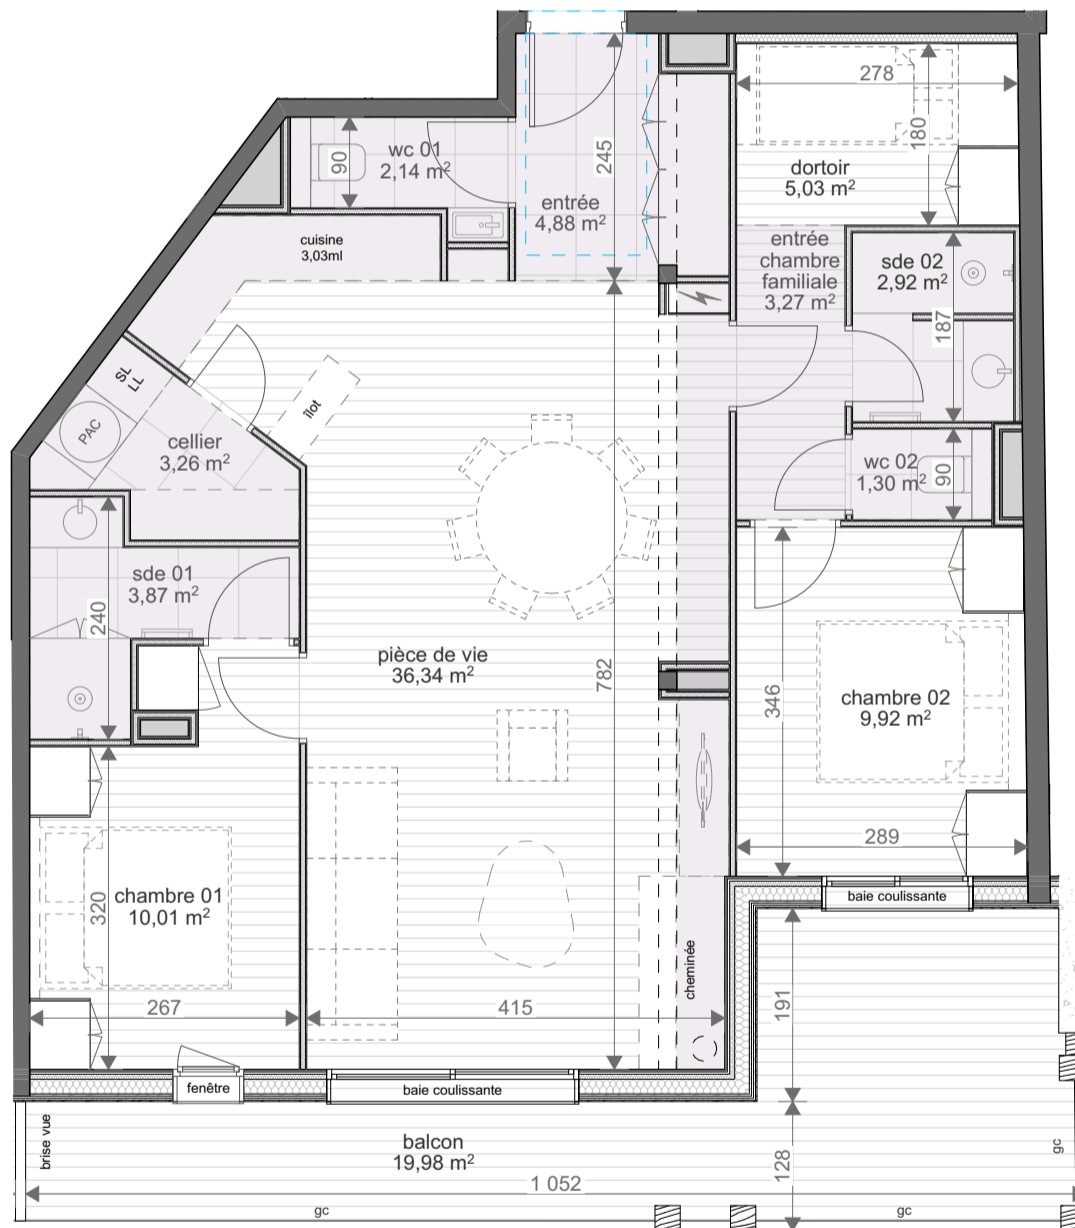 278
180
dortoir
5,03 m²
wc 01
2,14 m²
90
245
entrée
4,88 m²
cuisine
3,03ml
entrée
chambre
familiale
3,27 m²
sde 02
2,92 m²
187
SL
LL
PAC
îlot
cellier
3,26 m²
wc 02
1,30 m²
90
sde 01
3,87 m²
240
pièce de vie
36,34 m²
782
346
chambre 02
9,92 m²
289
chambre 01
10,01 m²
320
267
415
cheminée
baie coulissante
191
fenêtre
baie coulissante
brise vue
balcon
19,98 m²
128
gc
1 052
gc
gc